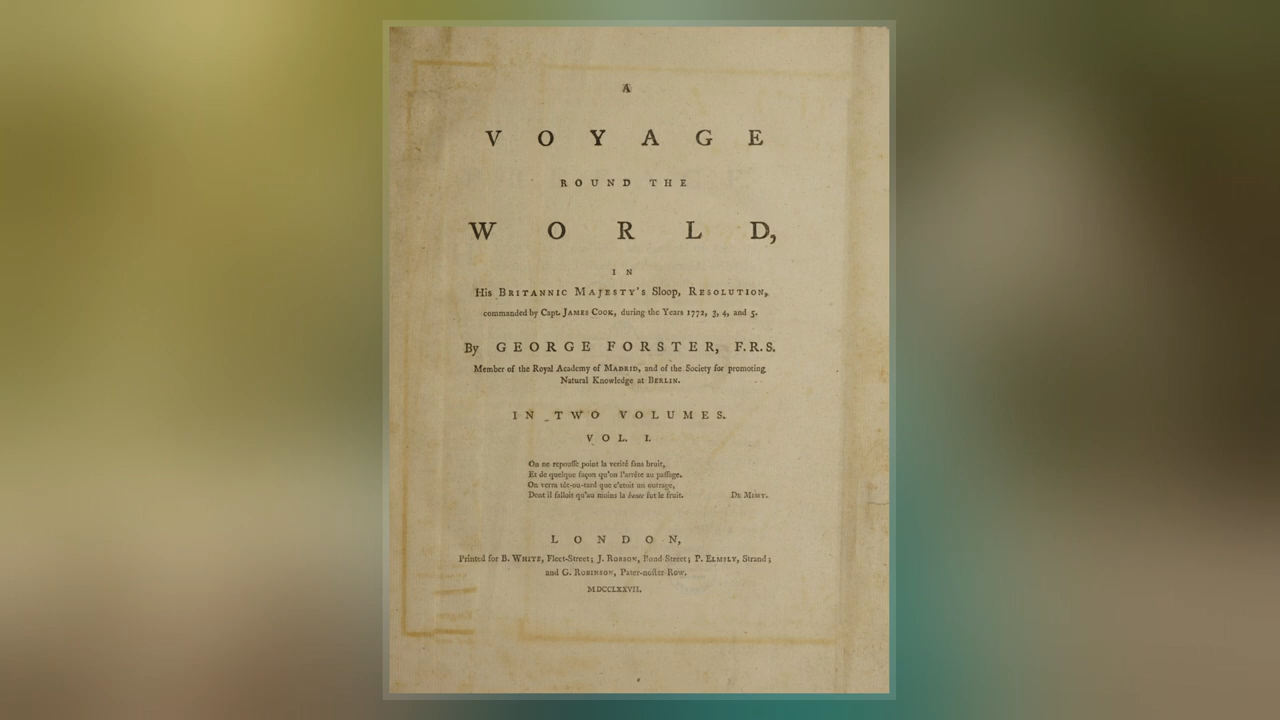 A
VOYAGE
ROUND THE
WORLD,
IN
His BRITANNIC MAJESTY'S Sloop, RESOLUTION,
commanded by Capt. JAMES COOK, during the Years 1772, 3, 4, and 5.
By GEORGE FORSTER, F.R.S.
Member of the Royal Academy of MADRID, and of the Society for promoting
Natural Knowledge at BERLIN.
IN TWO VOLUMES.
VOL. I.
On ne repouſſe point la verité ſans bruit,
Et de quelque façon qu'on l'arrête au paſſage,
On verra tôt-ou-tard que c'etoit un outrage,
Dont il falloit qu'au moins la honte fut le fruit. DE MISSY.
LONDON,
Printed for B. WHITE, Fleet-Street; J. ROBSON, Bond-Street; P. ELMSLY, Strand;
and G. ROBINSON, Pater-noſter-Row.
MDCCLXXVII.